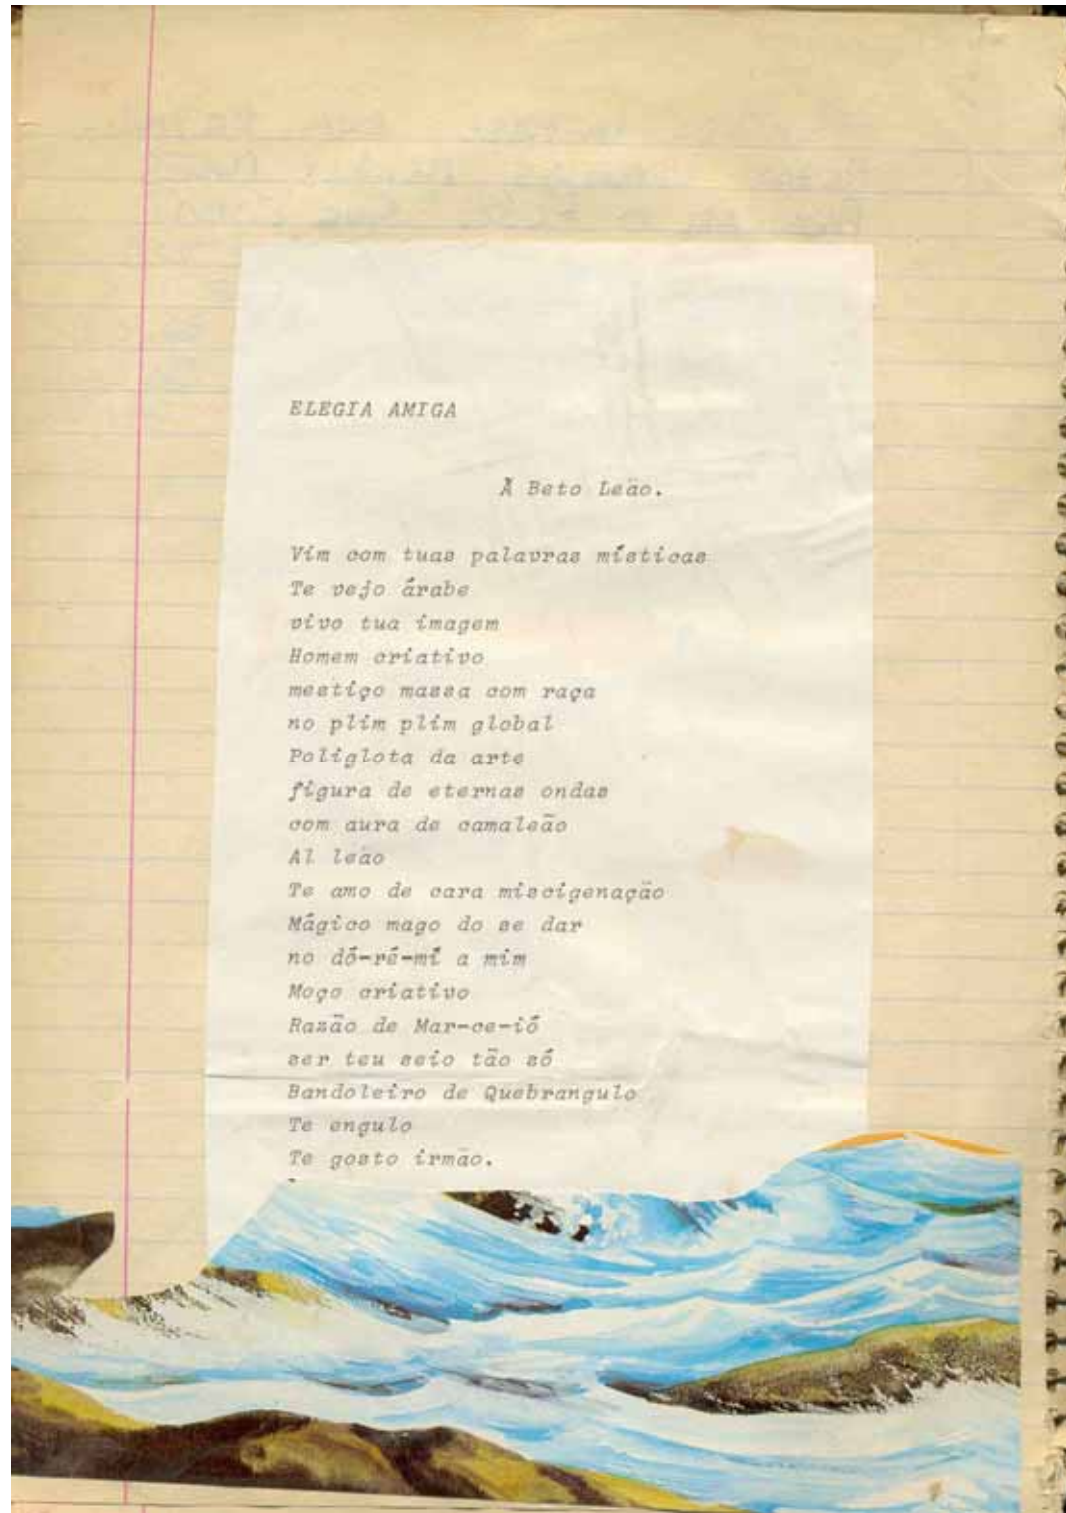 ELEGIA AMIGA
À Beto Leão.
Vim com tuas palavras místicas
Te vejo árabe
vivo tua imagem
Homem criativo
mestiço massa com raça
no plim plim global
Poliglota da arte
figura de eternas ondas
com aura de camaleão
Al leão
Te amo de cara miscigenação
Mágico mago do se dar
no dó-ré-mí a mim
Moço criativo
Razão de Mar-ce-ió
ser teu seio tão só
Bandoleiro de Quebrangulo
Te engulo
Te gosto irmão.